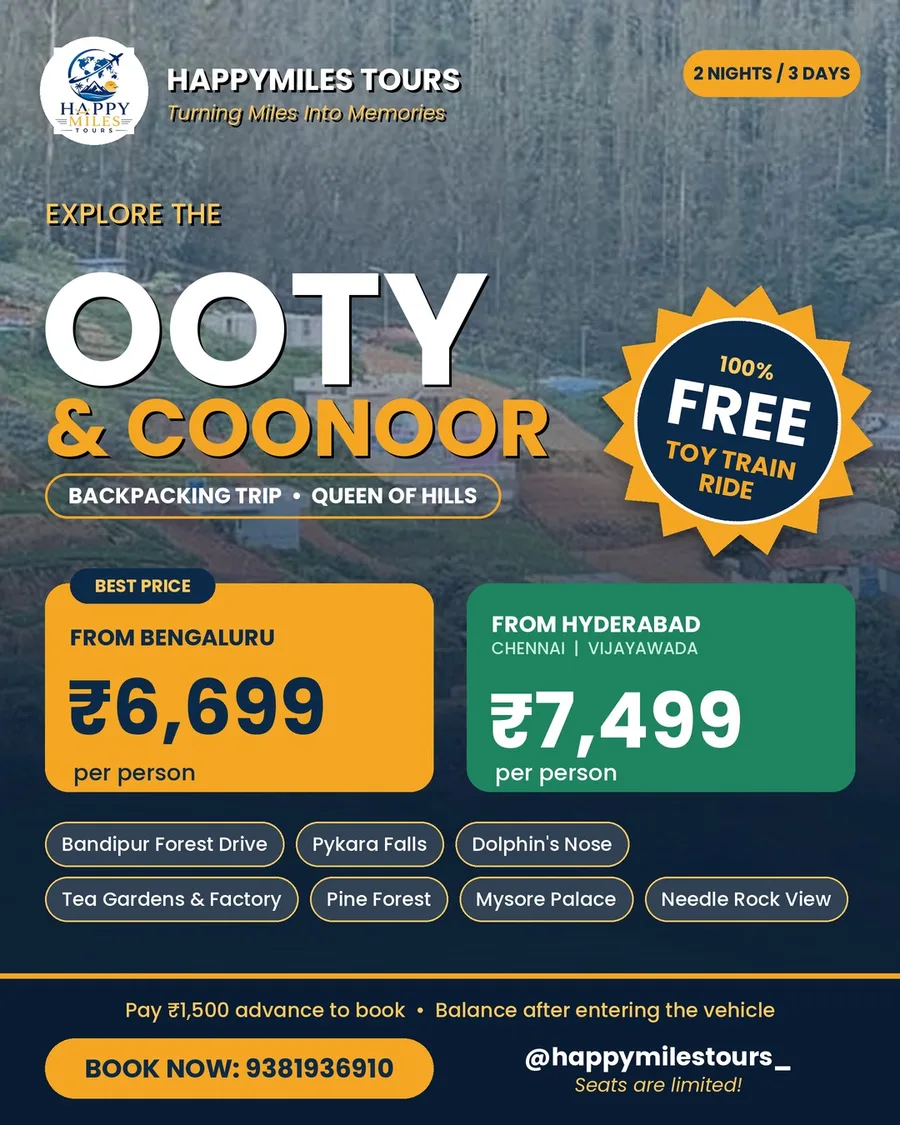 HAPPY
MILES
TOURS
HAPPYMILES TOURS
Turning Miles Into Memories
2 NIGHTS / 3 DAYS
EXPLORE THE
OOTY
& COONOOR
BACKPACKING TRIP • QUEEN OF HILLS
100%
FREE
TOY TRAIN
RIDE
BEST PRICE
FROM BENGALURU
₹6,699
per person
FROM HYDERABAD
CHENNAI | VIJAYAWADA
₹7,499
per person
Bandipur Forest Drive
Pykara Falls
Dolphin's Nose
Tea Gardens & Factory
Pine Forest
Mysore Palace
Needle Rock View
Pay ₹1,500 advance to book • Balance after entering the vehicle
BOOK NOW: 9381936910
@happymilestours_
Seats are limited!